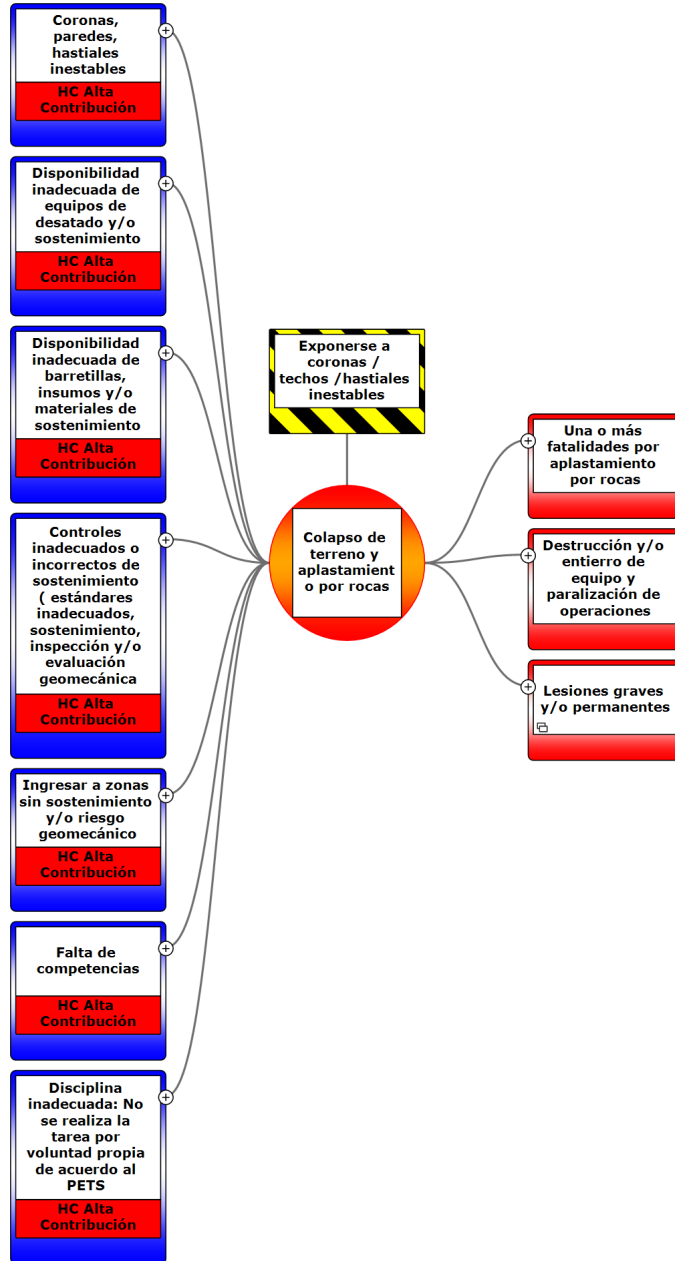 Coronas,
paredes,
hastiales
inestables
HC Alta
Contribución
Disponibilidad
inadecuada de
equipos de
desatado y/o
sostenimiento
HC Alta
Contribución
Disponibilidad
inadecuada de
barretillas,
insumos y/o
materiales de
sostenimiento
HC Alta
Contribución
Controles
inadecuados o
incorrectos de
sostenimiento
( estándares
inadecuados,
sostenimiento,
inspección y/o
evaluación
geomecánica
HC Alta
Contribución
Ingresar a zonas
sin sostenimiento
y/o riesgo
geomecánico
HC Alta
Contribución
Falta de
competencias
HC Alta
Contribución
Disciplina
inadecuada: No
se realiza la
tarea por
voluntad propia
de acuerdo al
PETS
HC Alta
Contribución
Exponerse a
coronas /
techos /hastiales
inestables
Colapso de
terreno y
aplastamient
o por rocas
Una o más
fatalidades por
aplastamiento
por rocas
Destrucción y/o
entierro de
equipo y
paralización de
operaciones
Lesiones graves
y/o permanentes